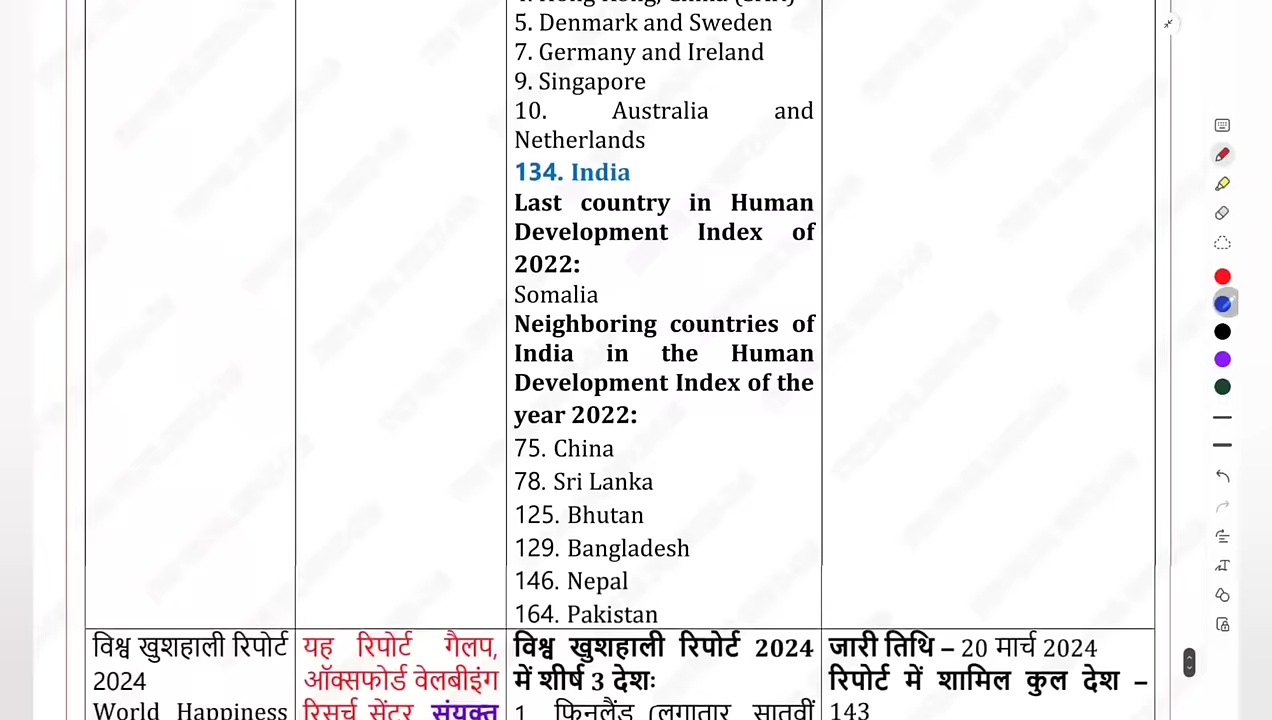 5. Denmark and Sweden
7. Germany and Ireland
9. Singapore
10. Australia and
Netherlands
134. India
Last country in Human
Development Index of
2022:
Somalia
Neighboring countries of
India in the Human
Development Index of the
year 2022:
75. China
78. Sri Lanka
125. Bhutan
129. Bangladesh
146. Nepal
164. Pakistan
विश्व खुशहाली रिपोर्ट
2024
World Happiness
यह रिपोर्ट गैलप,
ऑक्सफोर्ड वेलबीइंग
रिसर्च सेंटर, संयुक्त
विश्व खुशहाली रिपोर्ट 2024
में शीर्ष 3 देशः
1. फिनलैंड (लगातार सातवीं
जारी तिथि – 20 मार्च 2024
रिपोर्ट में शामिल कुल देश –
143